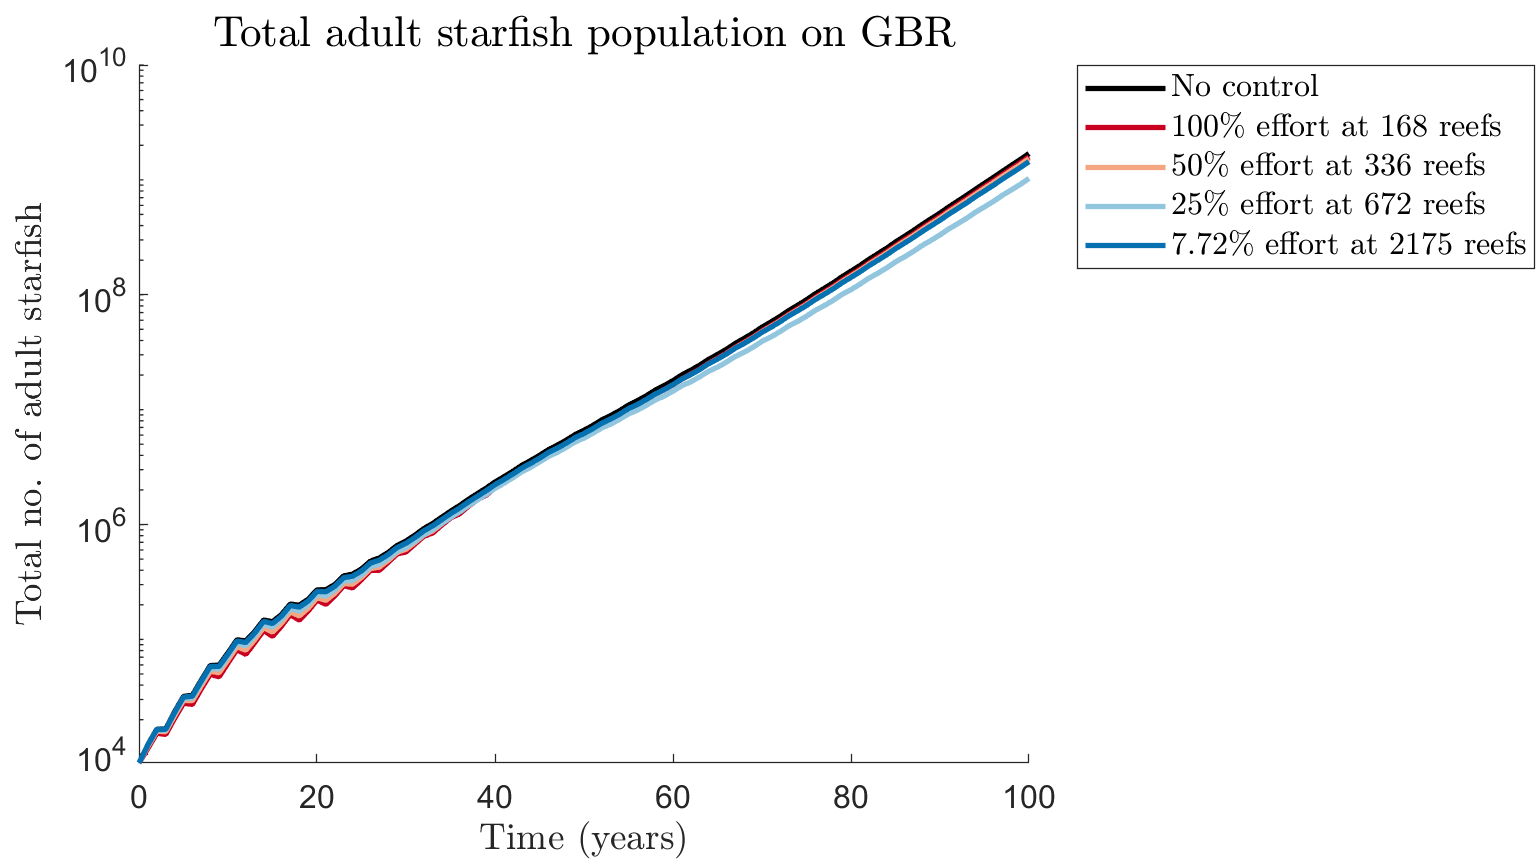 Total adult starfish population on GBR
10^10
10^8
10^6
10^4
Total no. of adult starfish
0 20 40 60 80 100
Time (years)
No control
100% effort at 168 reefs
50% effort at 336 reefs
25% effort at 672 reefs
7.72% effort at 2175 reefs